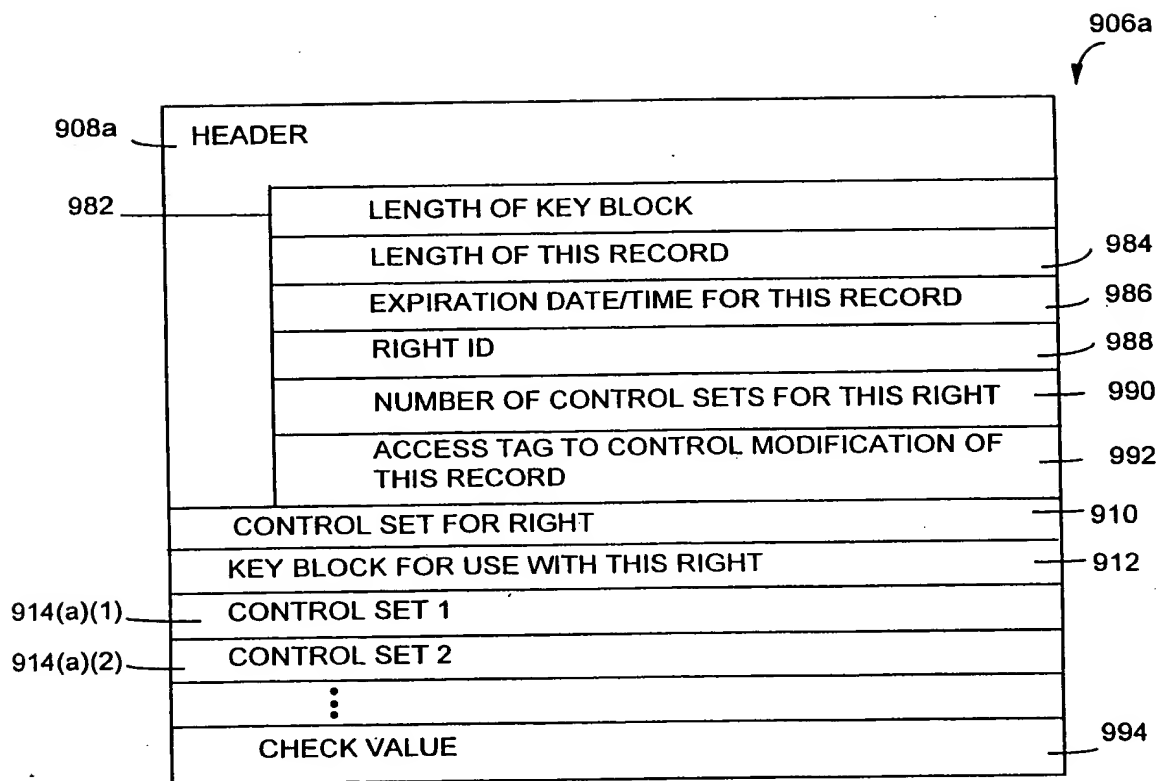 906a
908a
HEADER
982
LENGTH OF KEY BLOCK
LENGTH OF THIS RECORD
984
EXPIRATION DATE/TIME FOR THIS RECORD
986
RIGHT ID
988
NUMBER OF CONTROL SETS FOR THIS RIGHT
990
ACCESS TAG TO CONTROL MODIFICATION OF
THIS RECORD
992
CONTROL SET FOR RIGHT
910
KEY BLOCK FOR USE WITH THIS RIGHT
912
914(a)(1)
CONTROL SET 1
914(a)(2)
CONTROL SET 2
CHECK VALUE
994